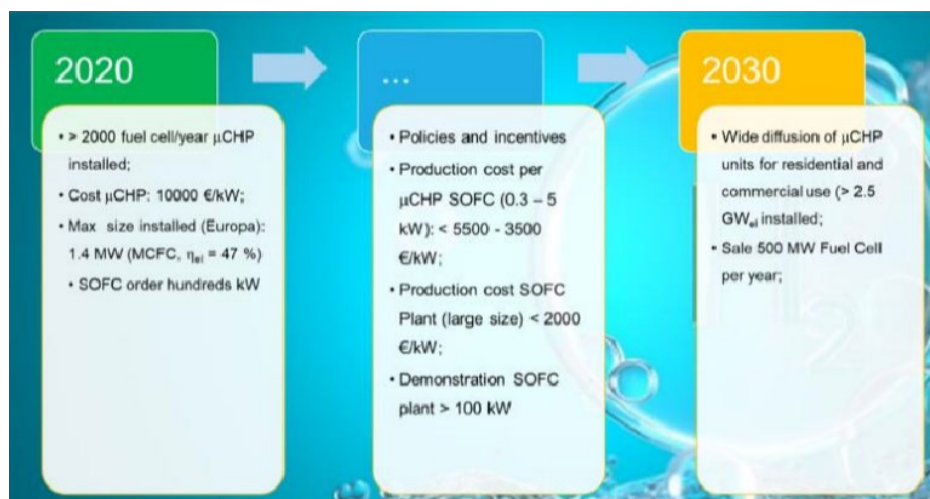 2020
• > 2000 fuel cell/year μCHP
installed;
• Cost μCHP: 10000 €/kW;
• Max size installed (Europa):
1.4 MW (MCFC, ηel = 47 %)
• SOFC order hundreds kW
...
• Policies and incentives
• Production cost per
μCHP SOFC (0.3 – 5
kW): < 5500 - 3500
€/kW;
• Production cost SOFC
Plant (large size) < 2000
€/kW;
• Demonstration SOFC
plant > 100 kW
2030
• Wide diffusion of μCHP
units for residential and
commercial use (> 2.5
GWel installed;
• Sale 500 MW Fuel Cell
per year;